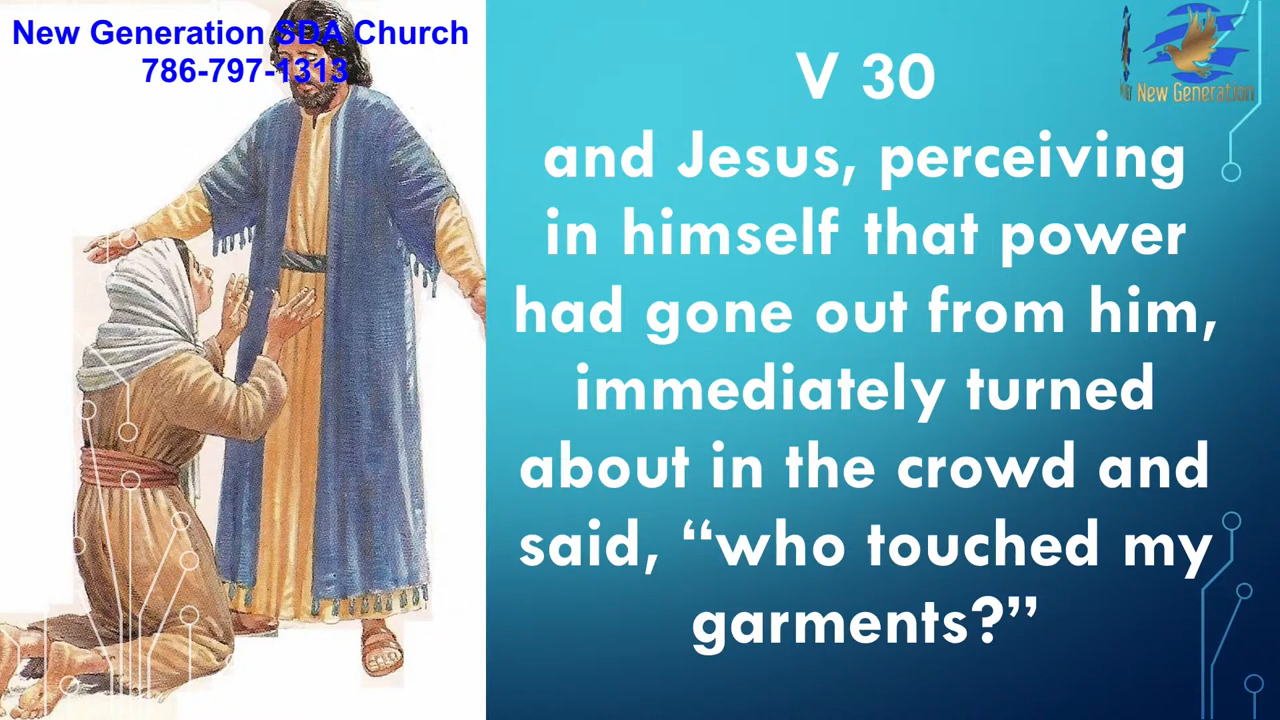 New Generation SDA Church
786-797-1313
V 30
and Jesus, perceiving
in himself that power
had gone out from him,
immediately turned
about in the crowd and
said, “who touched my
garments?”
New Generation